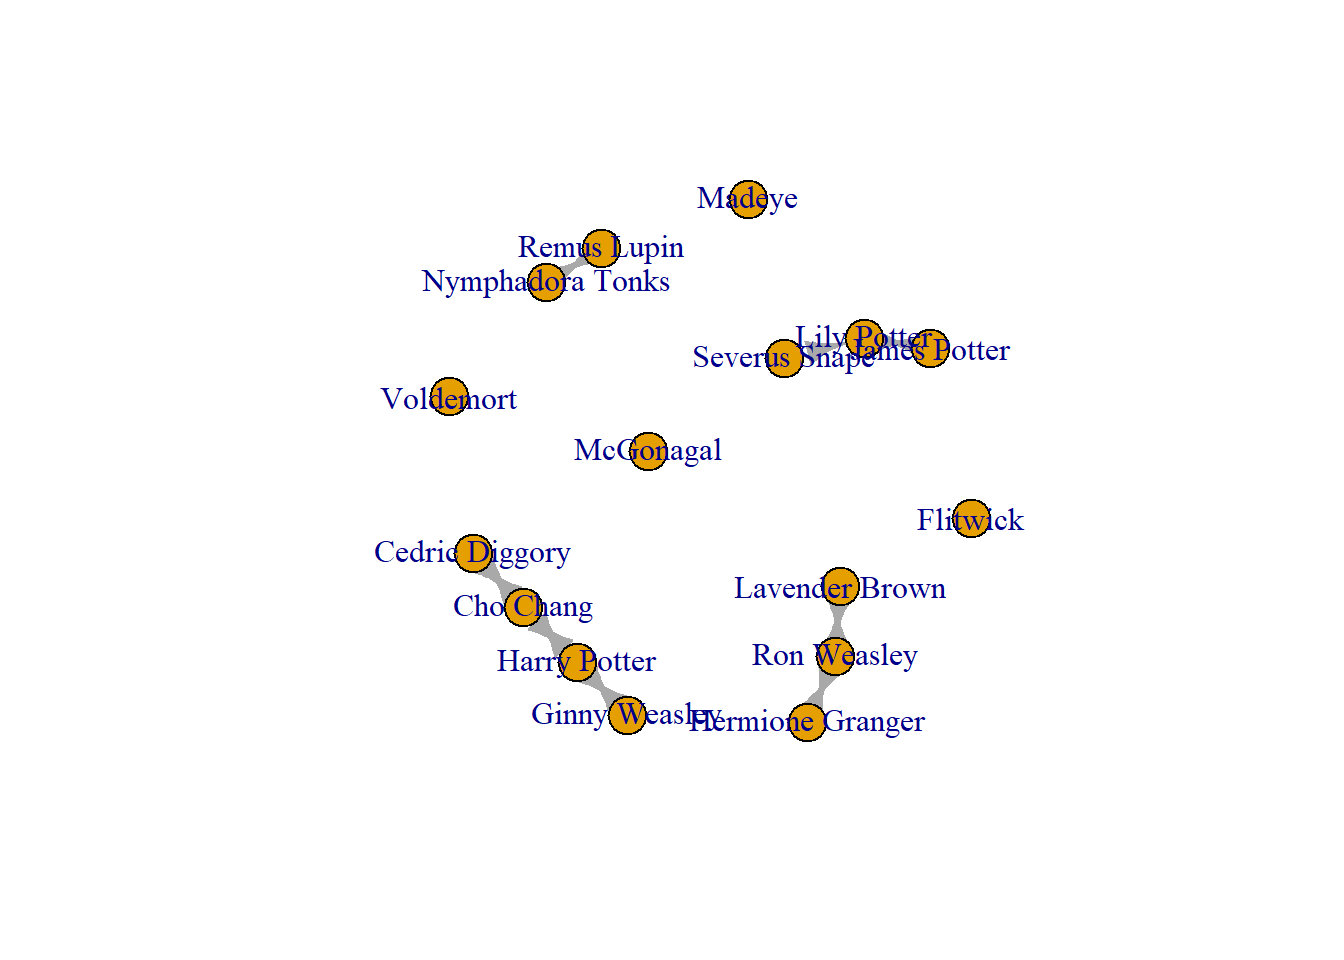 Madeye
Remus Lupin
Nymphadora Tonks
Lily Potter
James Potter
Severus Snape
Voldemort
McGonagal
Flitwick
Cedric Diggory
Lavender Brown
Cho Chang
Ron Weasley
Harry Potter
Ginny Weasley
Hermione Granger